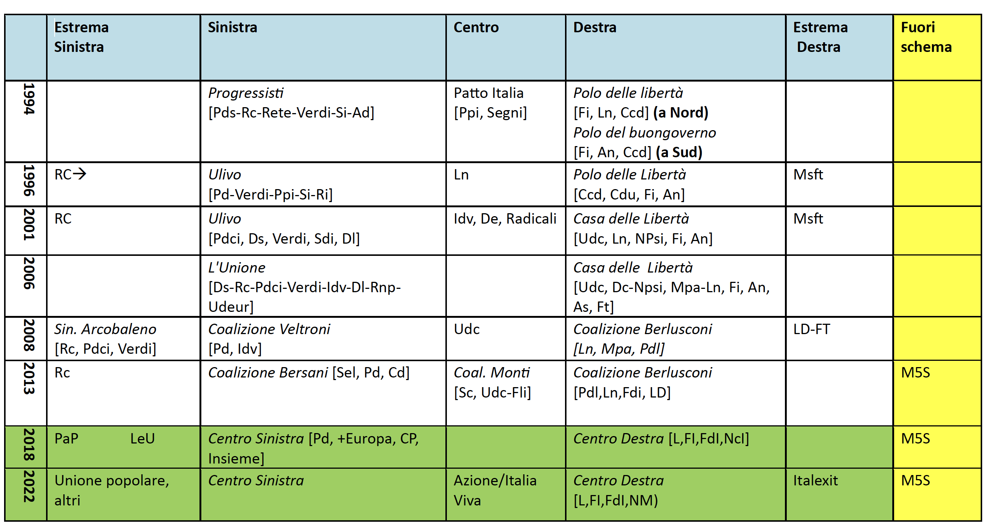 Estrema
Sinistra
Sinistra
Centro
Destra
Estrema
Destra
Fuori
schema
1994
Progressisti
[Pds-Rc-Rete-Verdi-Si-Ad]
Patto Italia
[Ppi, Segni]
Polo delle libertà
[Fi, Ln, Ccd] (a Nord)
Polo del buongoverno
[Fi, An, Ccd] (a Sud)
1996
RC→
Ulivo
[Pd-Verdi-Ppi-Si-Ri]
Ln
Polo delle Libertà
[Ccd, Cdu, Fi, An]
Msft
2001
RC
Ulivo
[Pdci, Ds, Verdi, Sdi, Dl]
Idv, De, Radicali
Casa delle Libertà
[Udc, Ln, NPsi, Fi, An]
Msft
2006
L'Unione
[Ds-Rc-Pdci-Verdi-Idv-Dl-Rnp-
Udeur]
Casa delle  Libertà
[Udc, Dc-Npsi, Mpa-Ln, Fi, An,
As, Ft]
2008
Sin. Arcobaleno
[Rc, Pdci, Verdi]
Coalizione Veltroni
[Pd, Idv]
Udc
Coalizione Berlusconi
[Ln, Mpa, Pdl]
LD-FT
2013
Rc
Coalizione Bersani [Sel, Pd, Cd]
Coal. Monti
[Sc, Udc-Fli]
Coalizione Berlusconi
[Pdl,Ln,Fdi, LD]
M5S
2018
PaP LeU
Centro Sinistra [Pd, +Europa, CP,
Insieme]
Centro Destra [L,FI,FdI,NcI]
M5S
2022
Unione popolare,
altri
Centro Sinistra
Azione/Italia
Viva
Centro Destra
[L,FI,FdI,NM)
Italexit
M5S